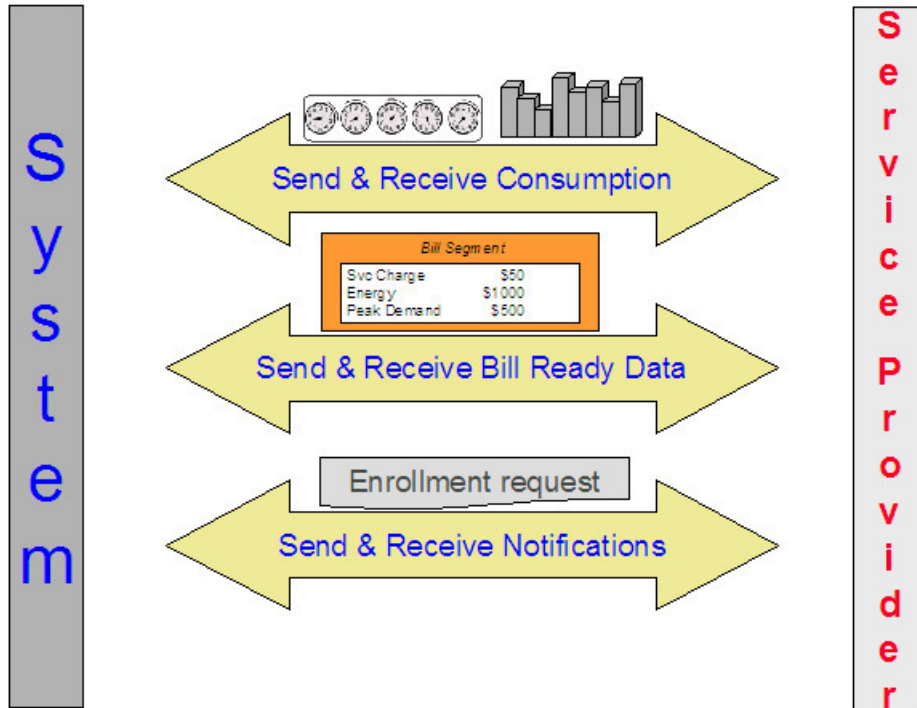 System
Send & Receive Consumption
Bill Segment
Svc Charge $50
Energy $1000
Peak Demand $500
Send & Receive Bill Ready Data
Enrollment request
Send & Receive Notifications
Service Provider